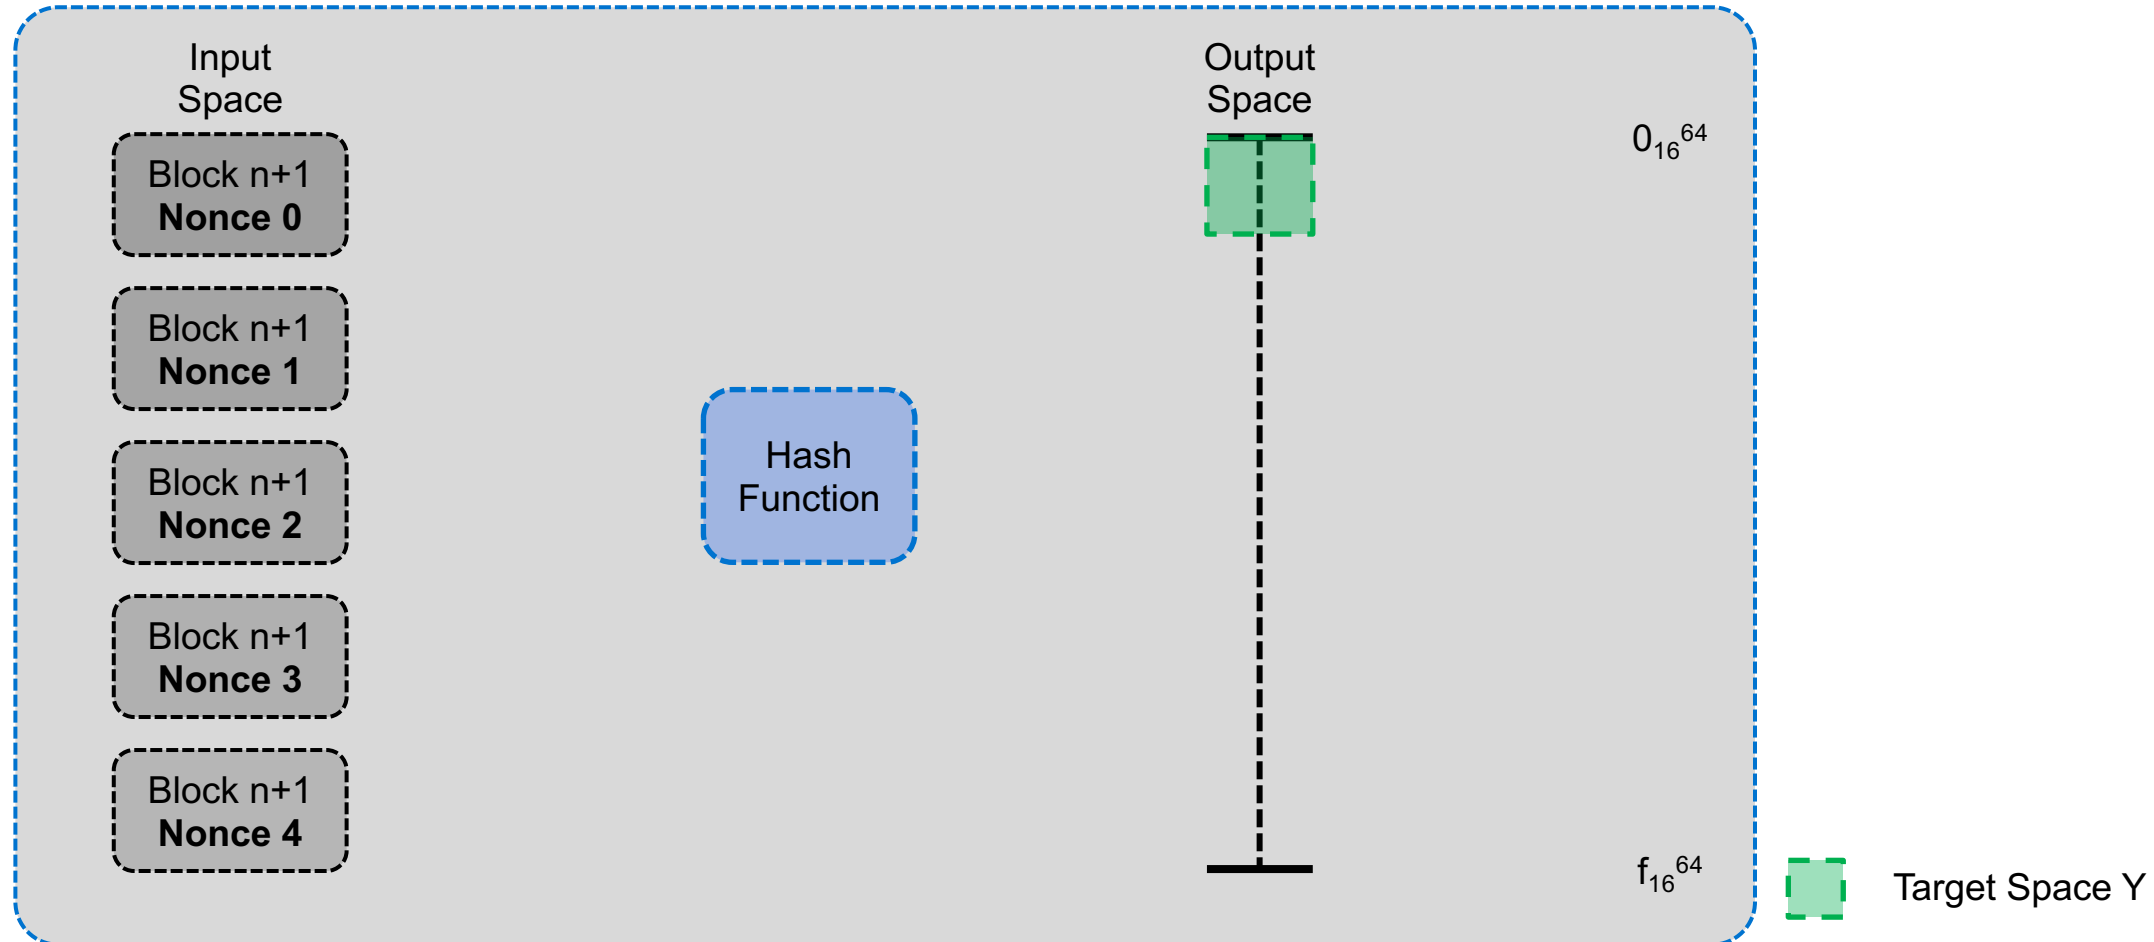 Input
Space
Output
Space
0₁₆⁶⁴
Block n+1
Nonce 0
Block n+1
Nonce 1
Hash
Function
Block n+1
Nonce 2
Block n+1
Nonce 3
Block n+1
Nonce 4
f₁₆⁶⁴
Target Space Y